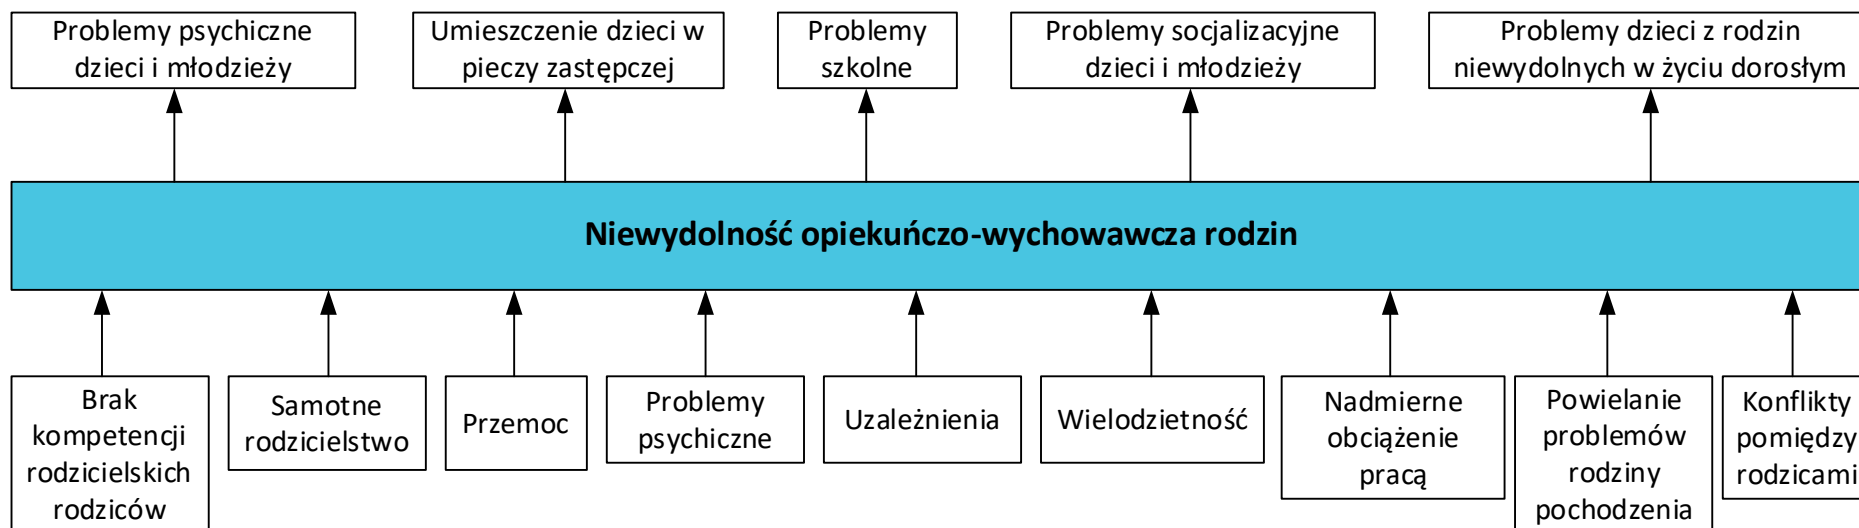 Problemy psychiczne
dzieci i młodzieży
Umieszczenie dzieci w
pieczy zastępczej
Problemy
szkolne
Problemy socjalizacyjne
dzieci i młodzieży
Problemy dzieci z rodzin
niewydolnych w życiu dorosłym
Niewydolność opiekuńczo-wychowawcza rodzin
Brak
kompetencji
rodzicielskich
rodziców
Samotne
rodzicielstwo
Przemoc
Problemy
psychiczne
Uzależnienia
Wielodzietność
Nadmierne
obciążenie
pracą
Powielanie
problemów
rodziny
pochodzenia
Konflikty
pomiędzy
rodzicami